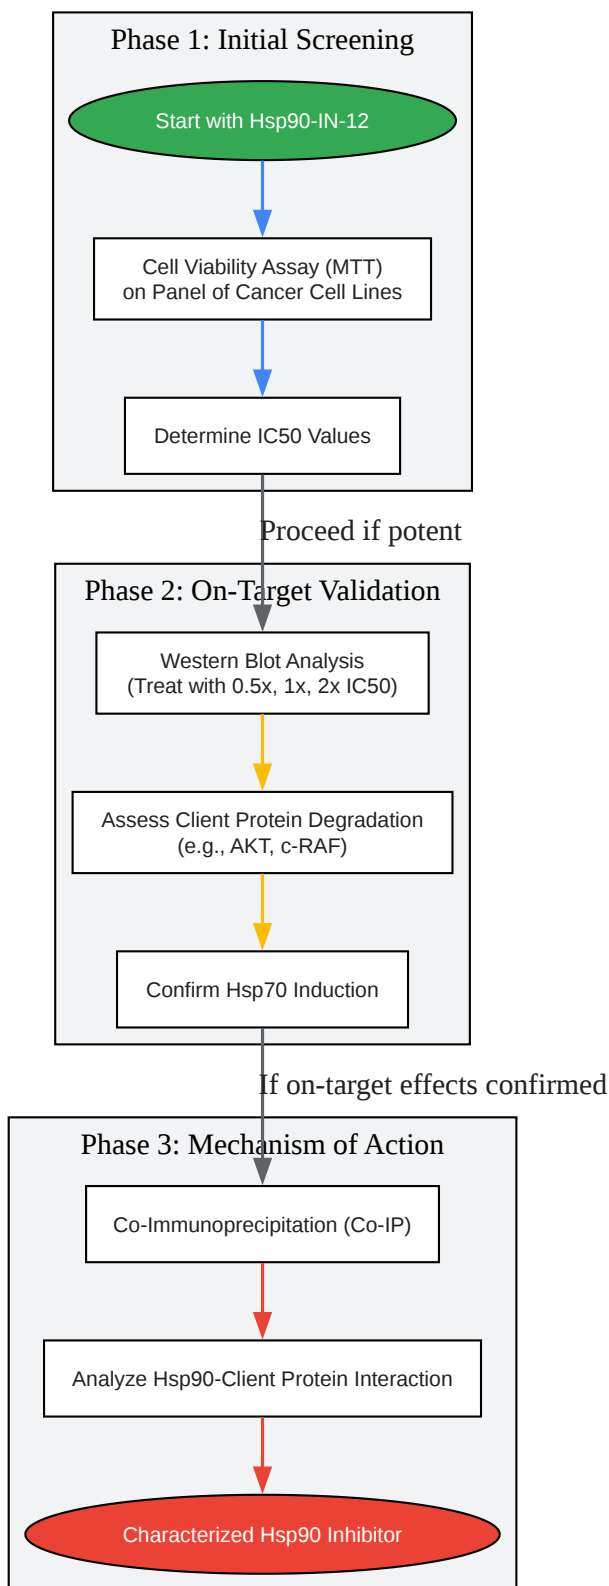 Phase 1: Initial Screening
Start with Hsp90-IN-12
Cell Viability Assay (MTT)
on Panel of Cancer Cell Lines
Determine IC50 Values
Proceed if potent
Phase 2: On-Target Validation
Western Blot Analysis
(Treat with 0.5x, 1x, 2x IC50)
Assess Client Protein Degradation
(e.g., AKT, c-RAF)
Confirm Hsp70 Induction
If on-target effects confirmed
Phase 3: Mechanism of Action
Co-Immunoprecipitation (Co-IP)
Analyze Hsp90-Client Protein Interaction
Characterized Hsp90 Inhibitor